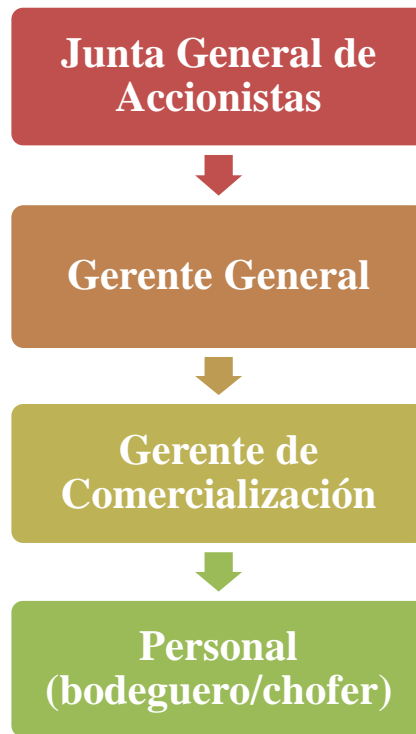 Junta General de
Accionistas
Gerente General
Gerente de
Comercialización
Personal
(bodeguero/chofer)